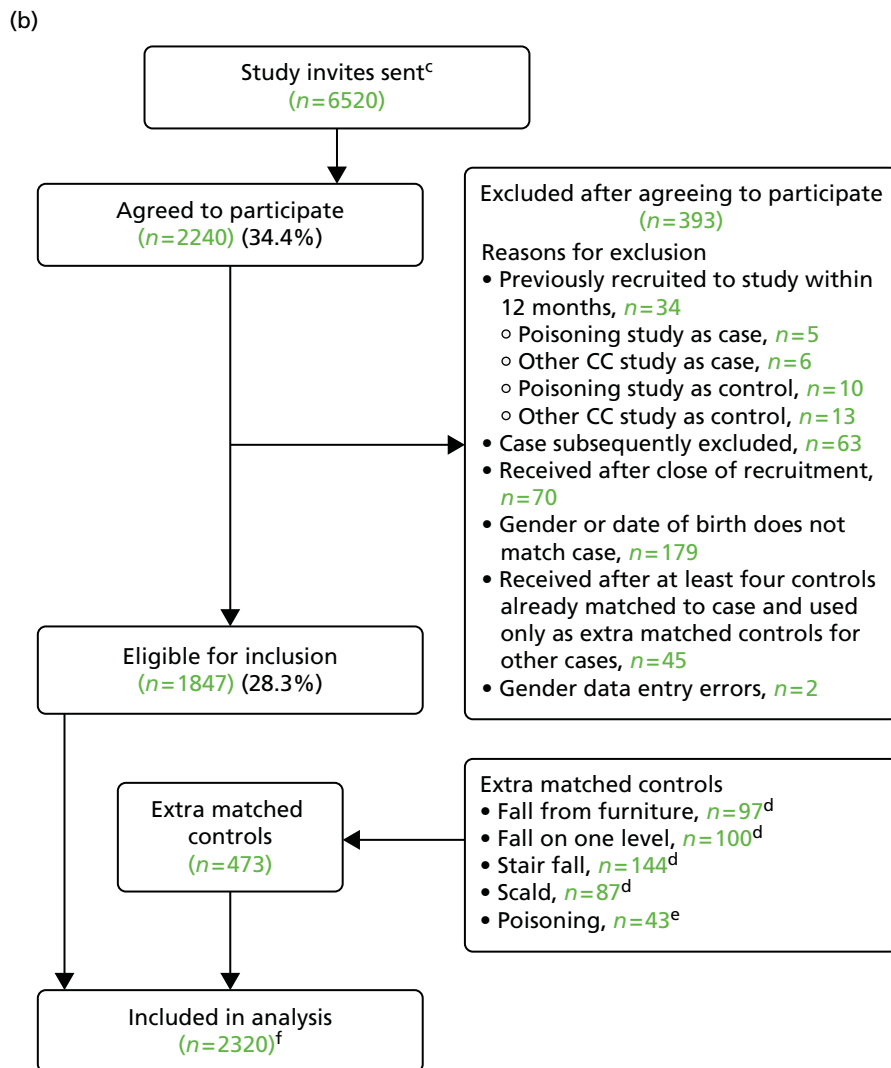 (b)
Study invites sentᶜ
(n=6520)
Agreed to participate
(n=2240) (34.4%)
Excluded after agreeing to participate
(n=393)
Reasons for exclusion
• Previously recruited to study within
12 months, n=34
○ Poisoning study as case, n=5
○ Other CC study as case, n=6
○ Poisoning study as control, n=10
○ Other CC study as control, n=13
• Case subsequently excluded, n=63
• Received after close of recruitment,
n=70
• Gender or date of birth does not
match case, n=179
• Received after at least four controls
already matched to case and used
only as extra matched controls for
other cases, n=45
• Gender data entry errors, n=2
Eligible for inclusion
(n=1847) (28.3%)
Extra matched
controls
(n=473)
Extra matched controls
• Fall from furniture, n=97ᵈ
• Fall on one level, n=100ᵈ
• Stair fall, n=144ᵈ
• Scald, n=87ᵈ
• Poisoning, n=43ᵉ
Included in analysis
(n=2320)ᶠ